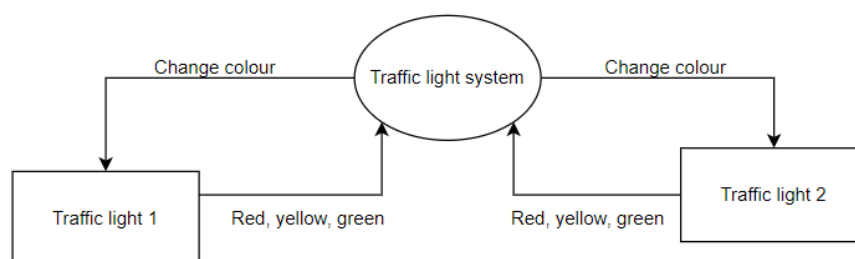 Change colour
Traffic light system
Change colour
Traffic light 1
Red, yellow, green
Red, yellow, green
Traffic light 2